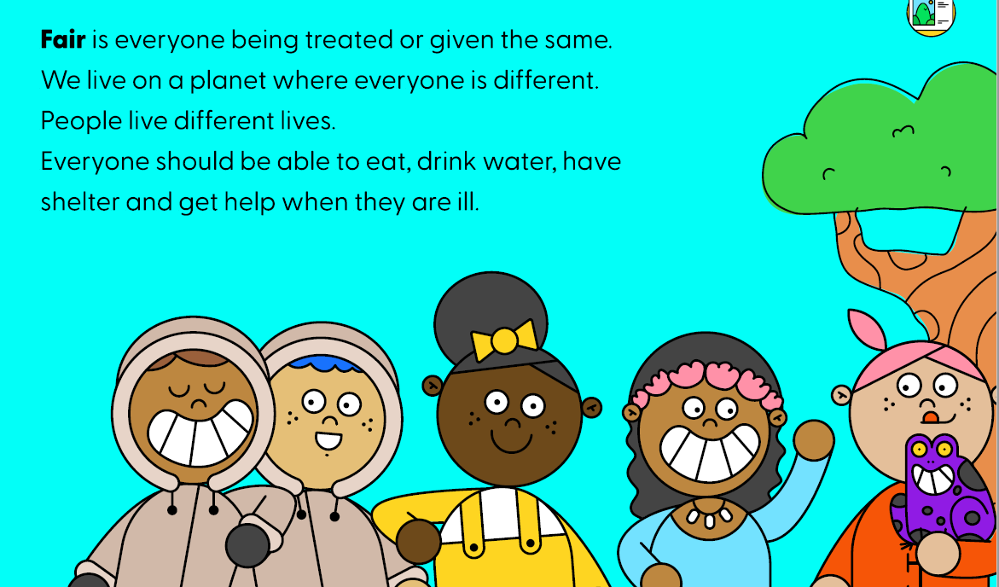 Fair is everyone being treated or given the same.
We live on a planet where everyone is different.
People live different lives.
Everyone should be able to eat, drink water, have
shelter and get help when they are ill.